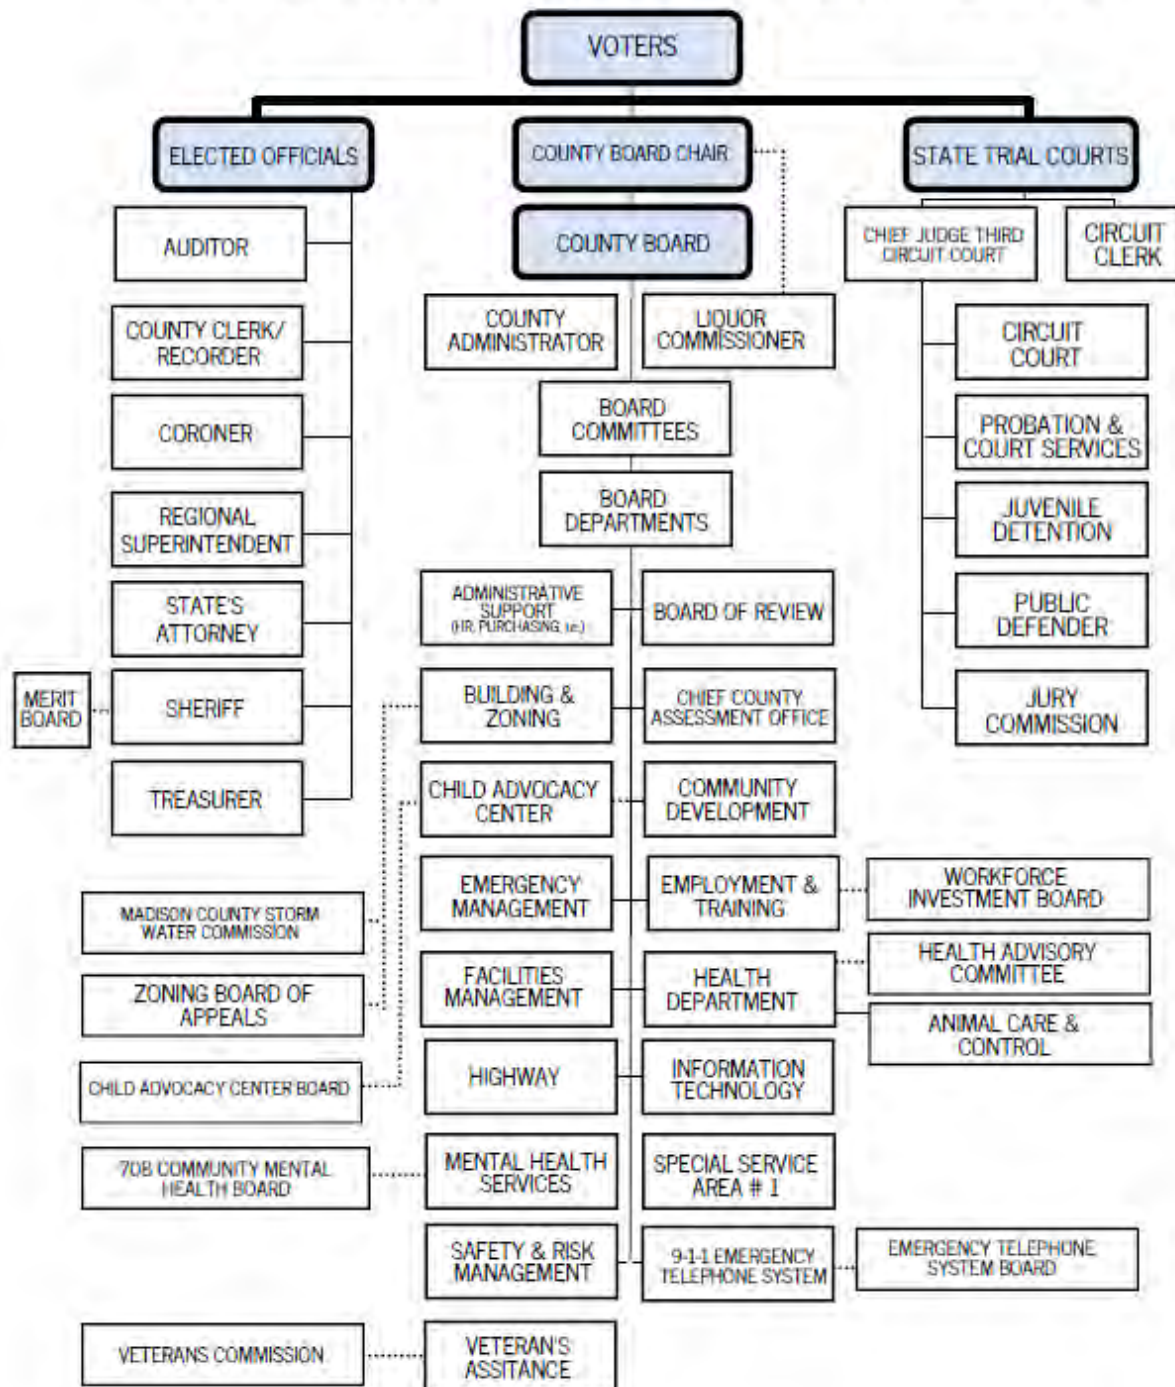 VOTERS
ELECTED OFFICIALS
COUNTY BOARD CHAIR
STATE TRIAL COURTS
COUNTY BOARD
AUDITOR
CHIEF JUDGE THIRD
CIRCUIT COURT
CIRCUIT
CLERK
COUNTY
ADMINISTRATOR
LIQUOR
COMMISSIONER
COUNTY CLERK/
RECORDER
CIRCUIT
COURT
BOARD
COMMITTEES
CORONER
PROBATION &
COURT SERVICES
BOARD
DEPARTMENTS
REGIONAL
SUPERINTENDENT
JUVENILE
DETENTION
STATE'S
ATTORNEY
ADMINISTRATIVE
SUPPORT
(HR, PURCHASING, i.e.)
BOARD OF REVIEW
PUBLIC
DEFENDER
MERIT
BOARD
SHERIFF
BUILDING &
ZONING
CHIEF COUNTY
ASSESSMENT OFFICE
JURY
COMMISSION
TREASURER
CHILD ADVOCACY
CENTER
COMMUNITY
DEVELOPMENT
EMERGENCY
MANAGEMENT
EMPLOYMENT &
TRAINING
WORKFORCE
INVESTMENT BOARD
MADISON COUNTY STORM
WATER COMMISSION
FACILITIES
MANAGEMENT
HEALTH
DEPARTMENT
HEALTH ADVISORY
COMMITTEE
ZONING BOARD OF
APPEALS
ANIMAL CARE &
CONTROL
CHILD ADVOCACY CENTER BOARD
HIGHWAY
INFORMATION
TECHNOLOGY
708 COMMUNITY MENTAL
HEALTH BOARD
MENTAL HEALTH
SERVICES
SPECIAL SERVICE
AREA # 1
SAFETY & RISK
MANAGEMENT
9-1-1 EMERGENCY
TELEPHONE SYSTEM
EMERGENCY TELEPHONE
SYSTEM BOARD
VETERANS COMMISSION
VETERAN'S
ASSITANCE